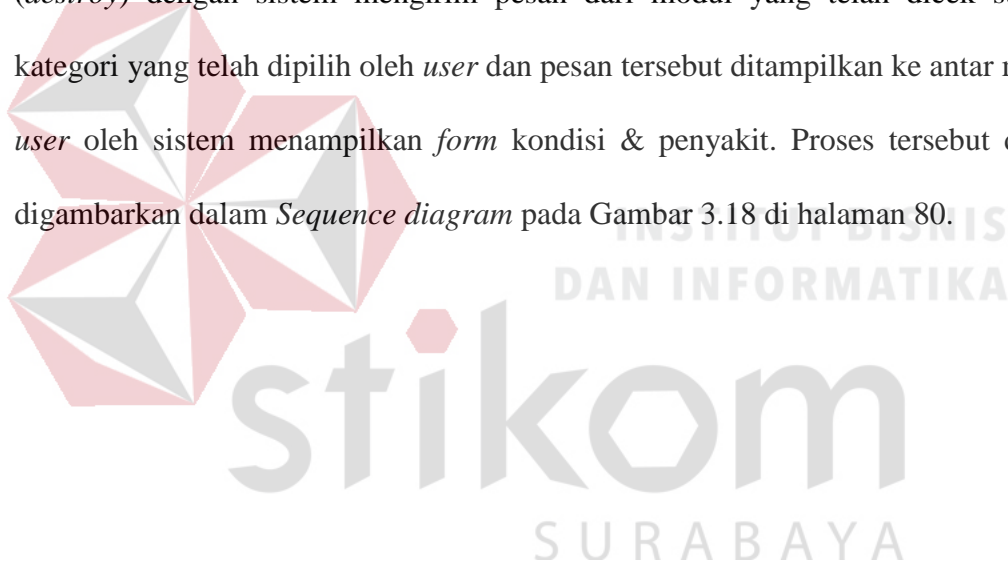 (destroy) dengan sistem mengirim pesan dari modul yang telah dicek
kategori yang telah dipilih oleh user dan pesan tersebut ditampilkan ke antar
user oleh sistem menampilkan form kondisi & penyakit. Proses tersebut
digambarkan dalam Sequence diagram pada Gambar 3.18 di halaman 80.
INSTITUT BISNIS
DAN INFORMATIKA
stikom
SURABAYA